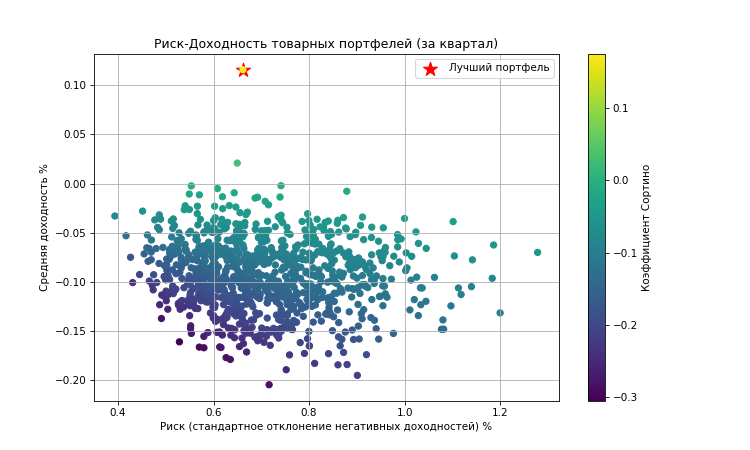 Риск-Доходность товарных портфелей (за квартал)
Лучший портфель
Средняя доходность %
0.10
0.05
0.00
−0.05
−0.10
−0.15
−0.20
0.4 0.6 0.8 1.0 1.2
Риск (стандартное отклонение негативных доходностей) %
0.1
0.0
−0.1
−0.2
−0.3
Коэффициент Сортино